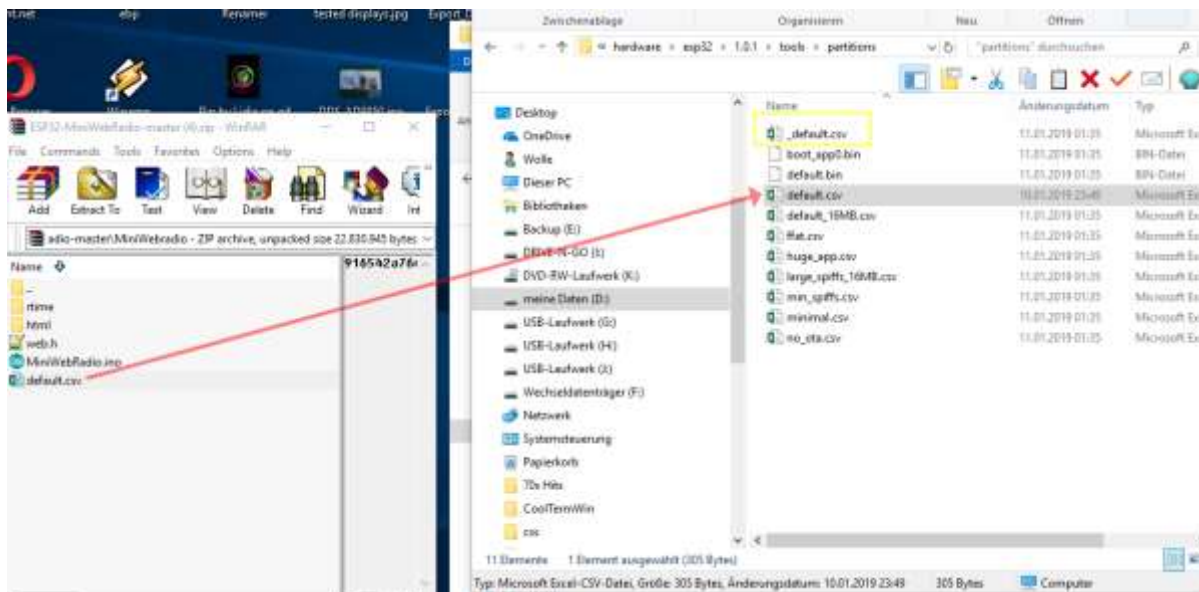 nt.net
ebp
Renamer
tested displays.jpg
ESP32-MiniWebRadio-master (4).zip - WinRAR
File Commands Tools Favorites Options Help
Add
Extract To
Test
View
Delete
Find
Wizard
adio-master\MiniWebradio - ZIP archive, unpacked size 22.830.945 bytes
Name
..
rtime
html
web.h
MiniWebRadio.ino
default.csv
Zwischenablage
Organisieren
Neu
Öffnen
« hardware › esp32 › 1.0.1 › tools › partitions
"partitions" durchsuchen
Desktop
OneDrive
Wolle
Dieser PC
Bibliotheken
Backup (E:)
DRIVE-N-GO (I:)
DVD-RW-Laufwerk (K:)
meine Daten (D:)
USB-Laufwerk (G:)
USB-Laufwerk (H:)
USB-Laufwerk (J:)
Wechseldatenträger (F:)
Netzwerk
Systemsteuerung
Papierkorb
70s Hits
CoolTermWin
css
Name Änderungsdatum Typ
_default.csv 11.01.2019 01:35 Microsoft Ex
boot_app0.bin 11.01.2019 01:35 BIN-Datei
default.bin 11.01.2019 01:35 BIN-Datei
default.csv 10.01.2019 23:49 Microsoft Ex
default_16MB.csv 11.01.2019 01:35 Microsoft Ex
ffat.csv 11.01.2019 01:35 Microsoft Ex
huge_app.csv 11.01.2019 01:35 Microsoft Ex
large_spiffs_16MB.csv 11.01.2019 01:35 Microsoft Ex
min_spiffs.csv 11.01.2019 01:35 Microsoft Ex
minimal.csv 11.01.2019 01:35 Microsoft Ex
no_ota.csv 11.01.2019 01:35 Microsoft Ex
11 Elemente 1 Element ausgewählt (305 Bytes)
Typ: Microsoft Excel-CSV-Datei, Größe: 305 Bytes, Änderungsdatum: 10.01.2019 23:49 305 Bytes Computer